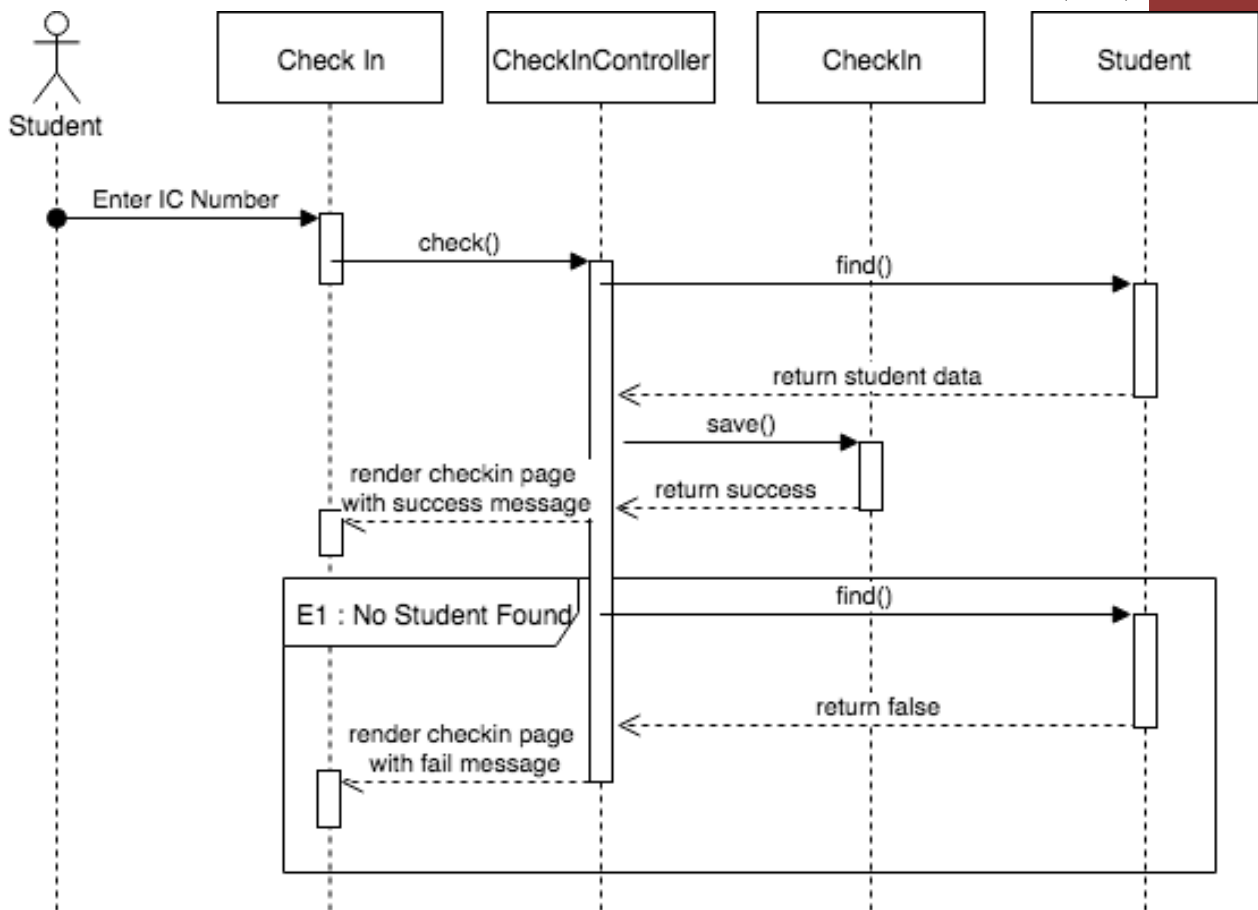 Check In
CheckInController
CheckIn
Student
Student
Enter IC Number
check()
find()
return student data
save()
render checkin page
with success message
return success
E1 : No Student Found
find()
return false
render checkin page
with fail message